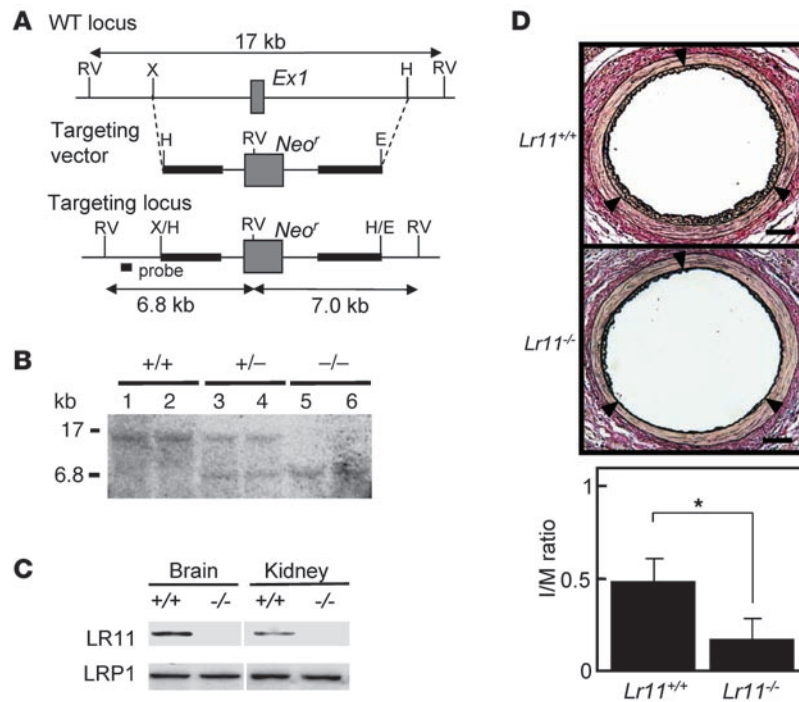 A
WT locus
17 kb
RV X Ex1 H RV
Targeting vector
H RV Neoʳ E
Targeting locus
RV X/H RV Neoʳ H/E RV
probe
6.8 kb 7.0 kb
B
+/+ +/− −/−
kb 1 2 3 4 5 6
17
6.8
C
Brain Kidney
+/+ -/- +/+ -/-
LR11
LRP1
D
Lr11+/+
Lr11-/-
1
*
0.5
0
I/M ratio
Lr11+/+ Lr11-/-